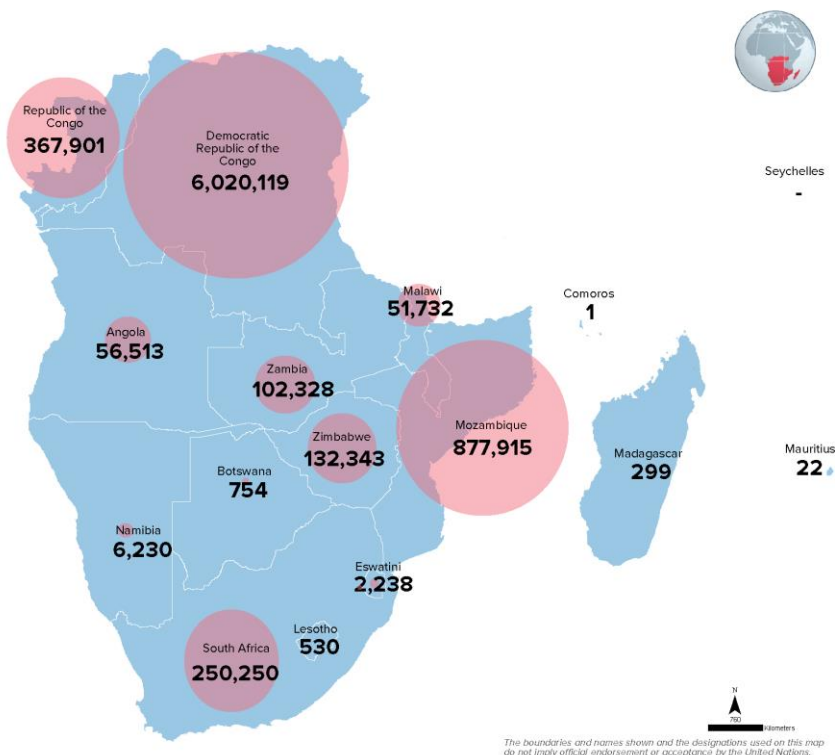 Republic of the
Congo
367,901
Democratic
Republic of the
Congo
6,020,119
Seychelles
-
Malawi
51,732
Comoros
1
Angola
56,513
Zambia
102,328
Mozambique
877,915
Zimbabwe
132,343
Madagascar
299
Mauritius
22
Botswana
754
Namibia
6,230
Eswatini
2,238
Lesotho
530
South Africa
250,250
N
760
Kilometers
The boundaries and names shown and the designations used on this map
do not imply official endorsement or acceptance by the United Nations.